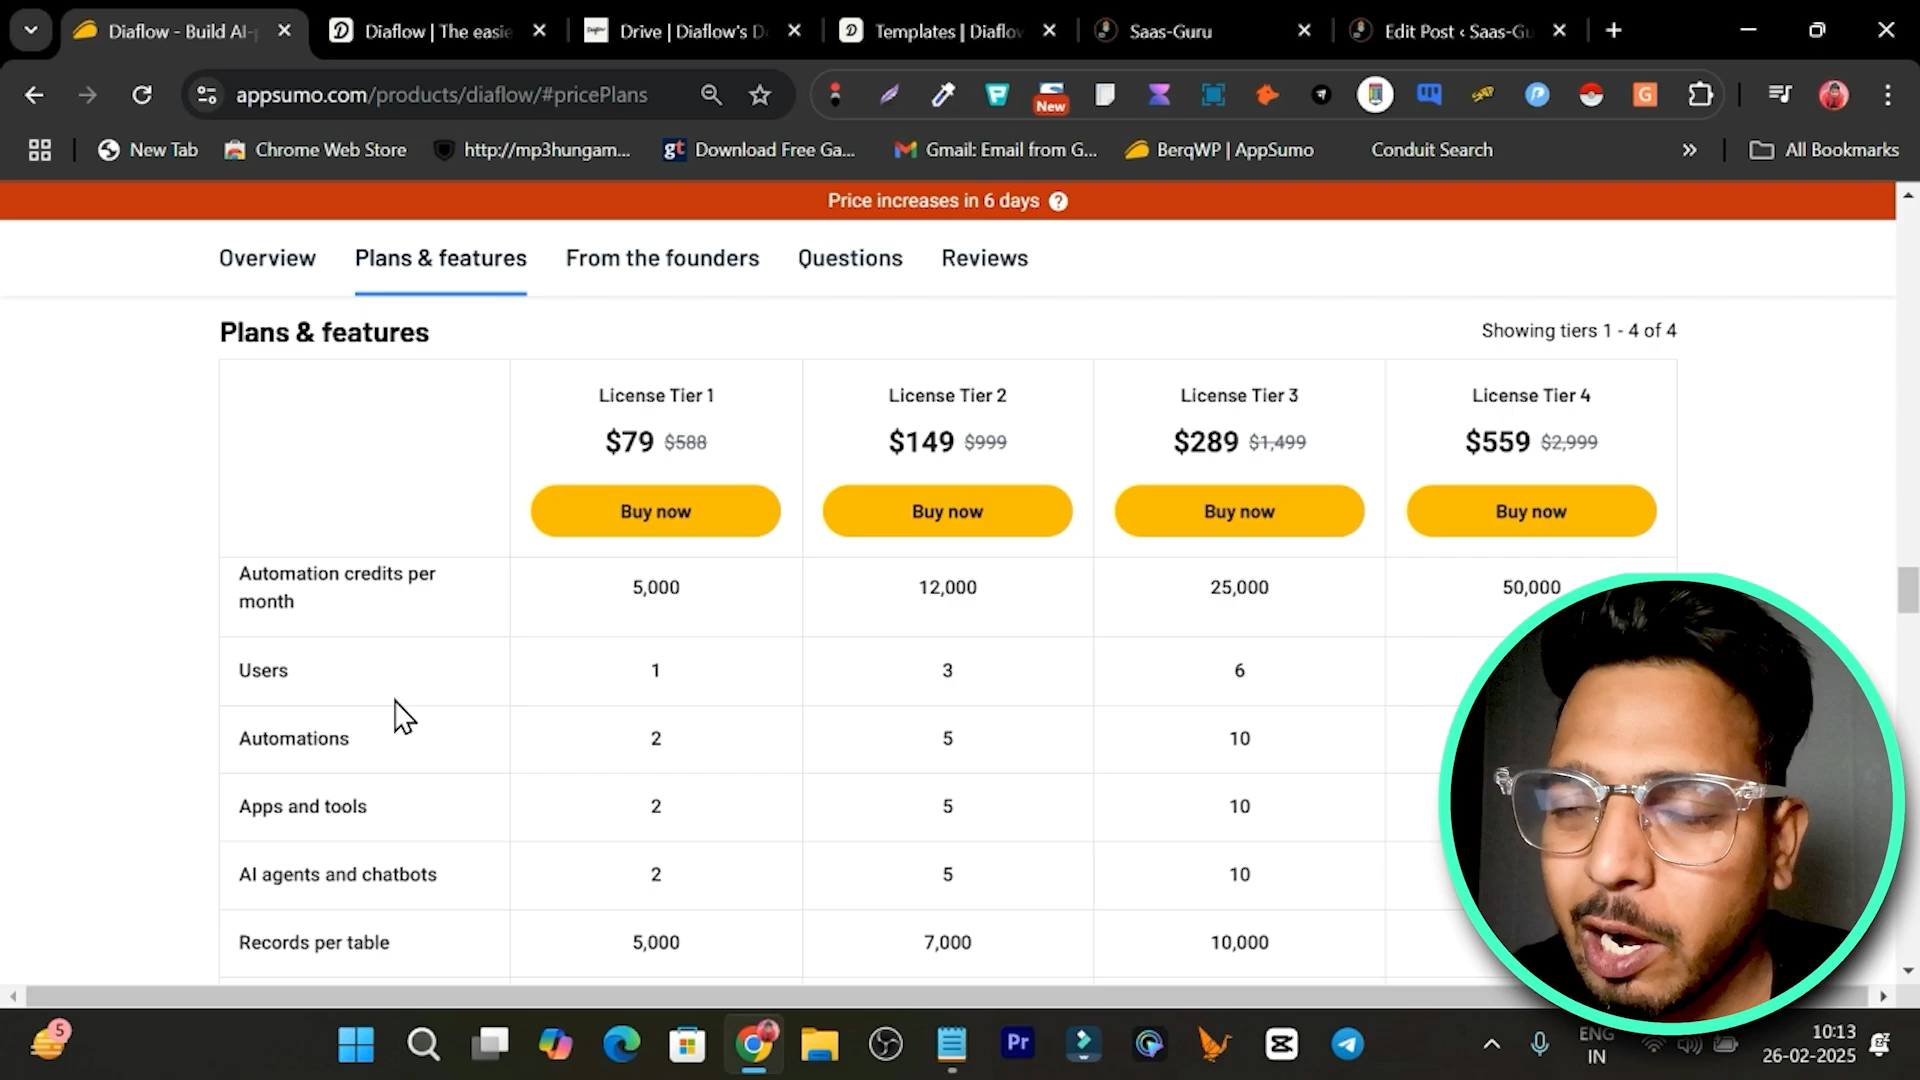 Diaflow - Build AI-p
Diaflow | The easie
Drive | Diaflow's D
Templates | Diaflow
Saas-Guru
Edit Post ‹ Saas-Gu
appsumo.com/products/diaflow/#pricePlans
New
New Tab
Chrome Web Store
http://mp3hungam...
gt
Download Free Ga...
Gmail: Email from G...
BerqWP | AppSumo
Conduit Search
All Bookmarks
Price increases in 6 days ?
Overview
Plans & features
From the founders
Questions
Reviews
Plans & features
Showing tiers 1 - 4 of 4
License Tier 1
License Tier 2
License Tier 3
License Tier 4
$79 $588
$149 $999
$289 $1,499
$559 $2,999
Buy now
Buy now
Buy now
Buy now
Automation credits per
month
5,000
12,000
25,000
50,000
Users
1
3
6
Automations
2
5
10
Apps and tools
2
5
10
AI agents and chatbots
2
5
10
Records per table
5,000
7,000
10,000
5
Pr
ENG
IN
10:13
26-02-2025